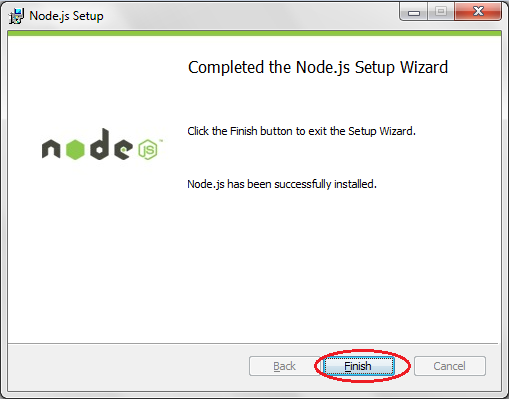 Node.js Setup
Completed the Node.js Setup Wizard
Click the Finish button to exit the Setup Wizard.
node JS™
Node.js has been successfully installed.
Back Finish Cancel